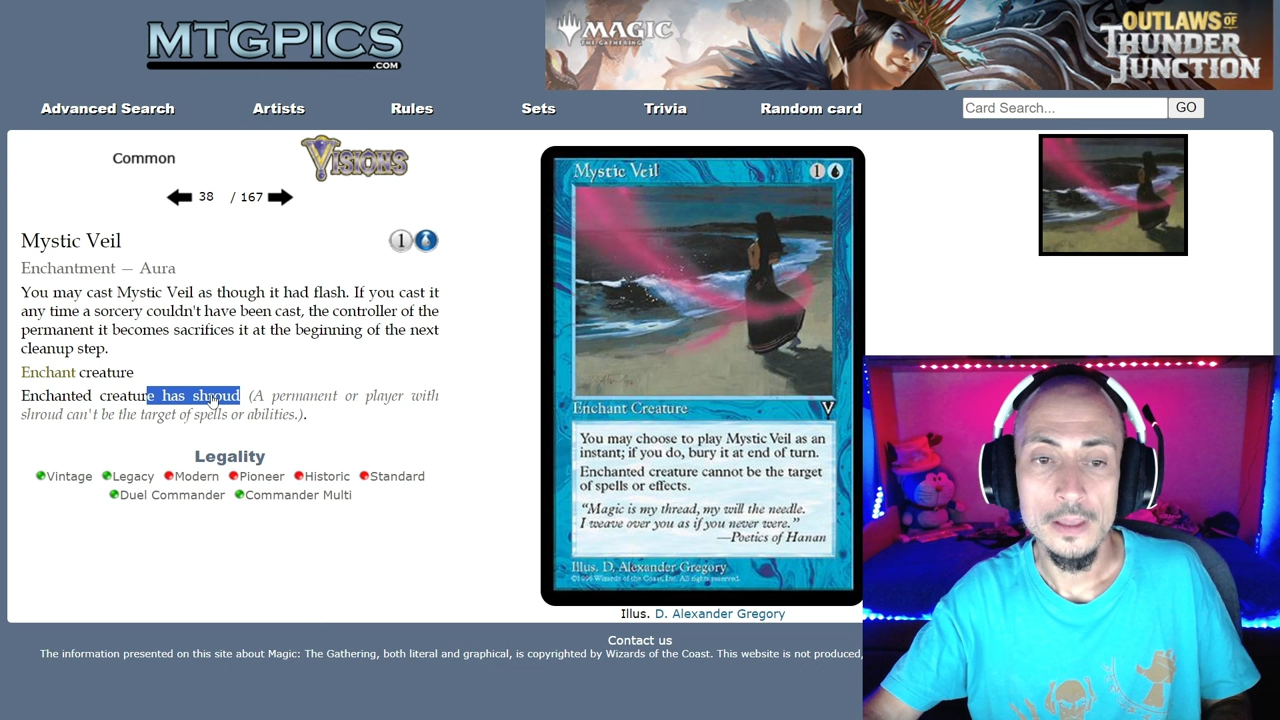 MTGPICS
.COM
MAGIC
THE GATHERING
OUTLAWS OF
THUNDER
JUNCTION
Advanced Search
Artists
Rules
Sets
Trivia
Random card
Card Search...
GO
Common
VISIONS
38 / 167
Mystic Veil
1
Enchantment — Aura
You may cast Mystic Veil as though it had flash. If you cast it
any time a sorcery couldn't have been cast, the controller of the
permanent it becomes sacrifices it at the beginning of the next
cleanup step.
Enchant creature
Enchanted creature has shroud (A permanent or player with
shroud can't be the target of spells or abilities.).
Legality
Vintage Legacy Modern Pioneer Historic Standard
Duel Commander Commander Multi
Mystic Veil
1
Enchant Creature
You may choose to play Mystic Veil as an
instant; if you do, bury it at end of turn.
Enchanted creature cannot be the target
of spells or effects.
“Magic is my thread, my will the needle.
I weave over you as if you never were.”
—Poetics of Hanan
Illus. D. Alexander Gregory
©1996 Wizards of the Coast, Inc. All rights reserved.
Illus. D. Alexander Gregory
Contact us
The information presented on this site about Magic: The Gathering, both literal and graphical, is copyrighted by Wizards of the Coast. This website is not produced,